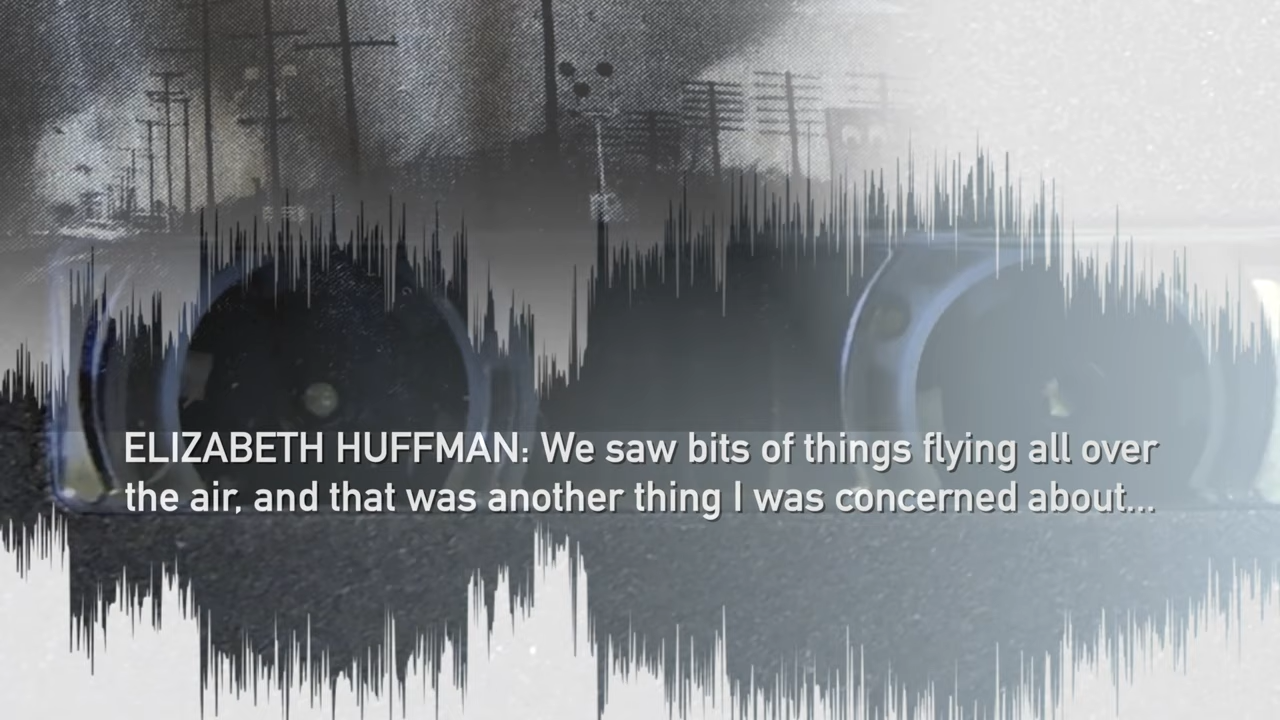 ELIZABETH HUFFMAN: We saw bits of things flying all over
the air, and that was another thing I was concerned about...